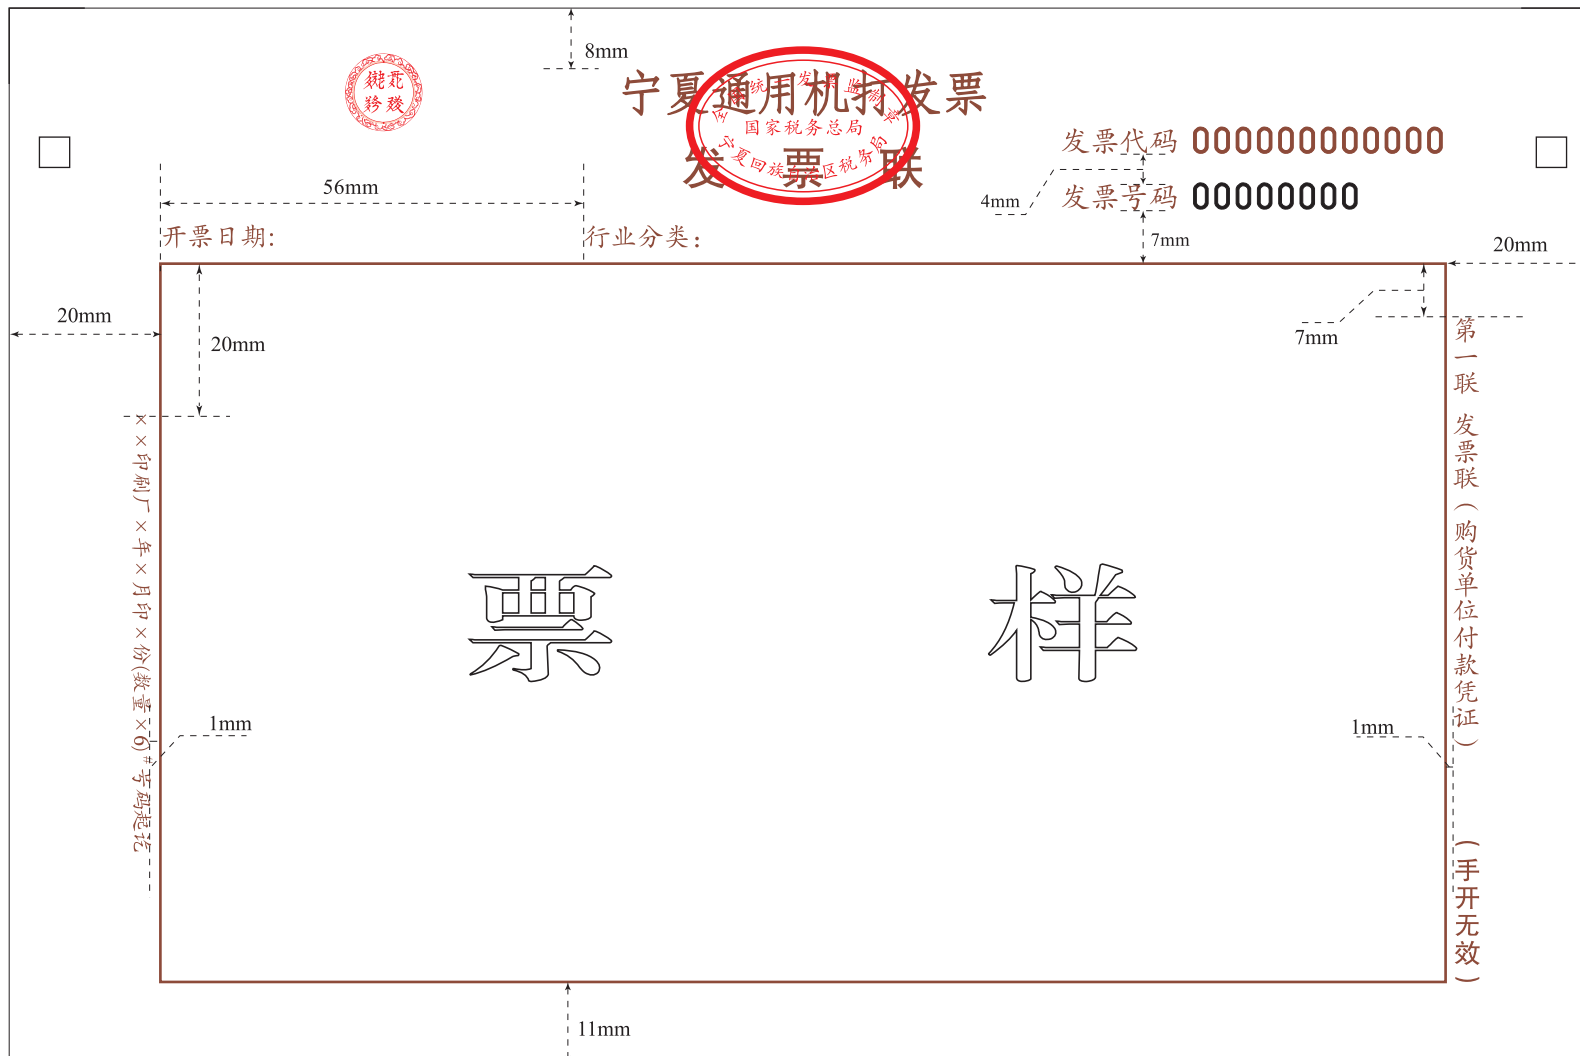 8mm
宁夏通用机打发票
全国统一发票监制章
国家税务总局
宁夏回族自治区税务局
发票联
发票代码 000000000000
发票号码 00000000
4mm
7mm
56mm
开票日期:
行业分类:
20mm
20mm
20mm
7mm
××印刷厂×年×月印×份(数量×6)#号码起讫
第一联 发票联(购货单位付款凭证)
(手开无效)
票样
1mm
1mm
11mm